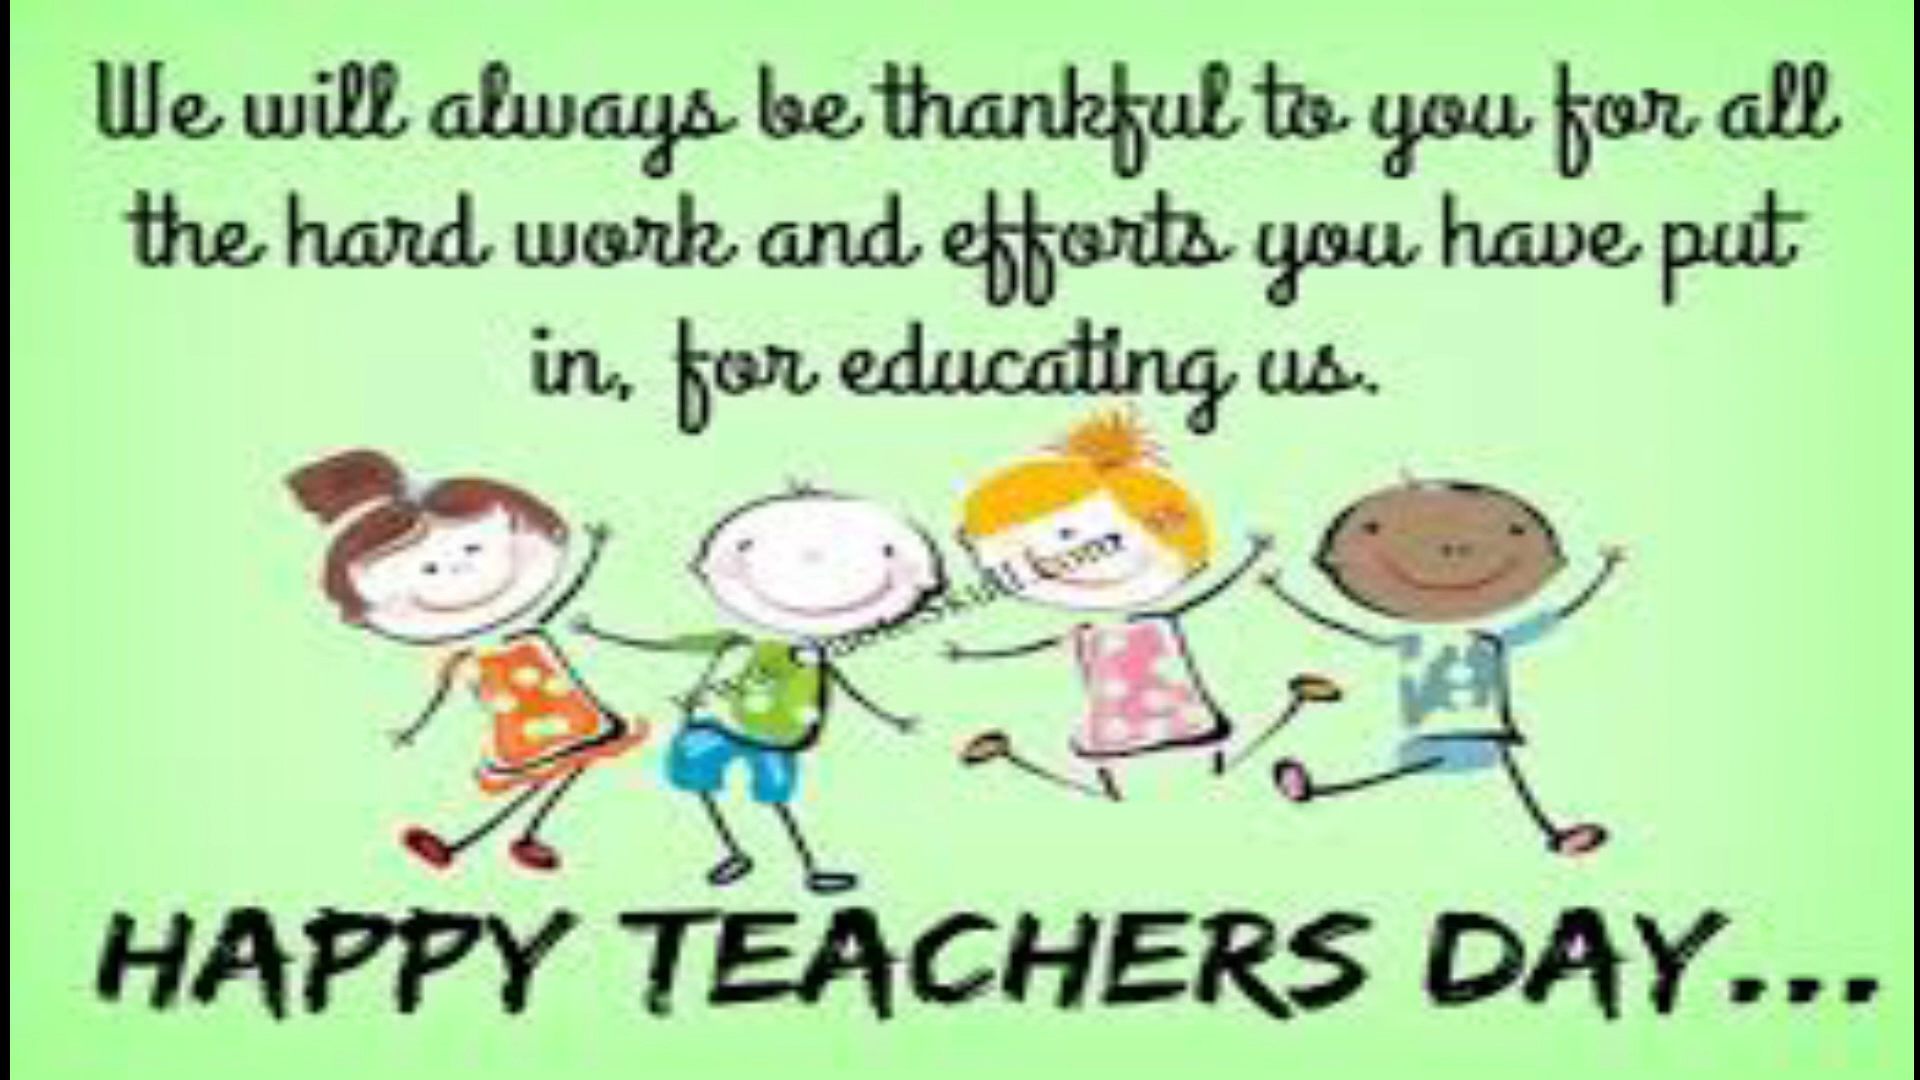 We will always be thankful to you for all
the hard work and efforts you have put
in, for educating us.
HAPPY TEACHERS DAY...